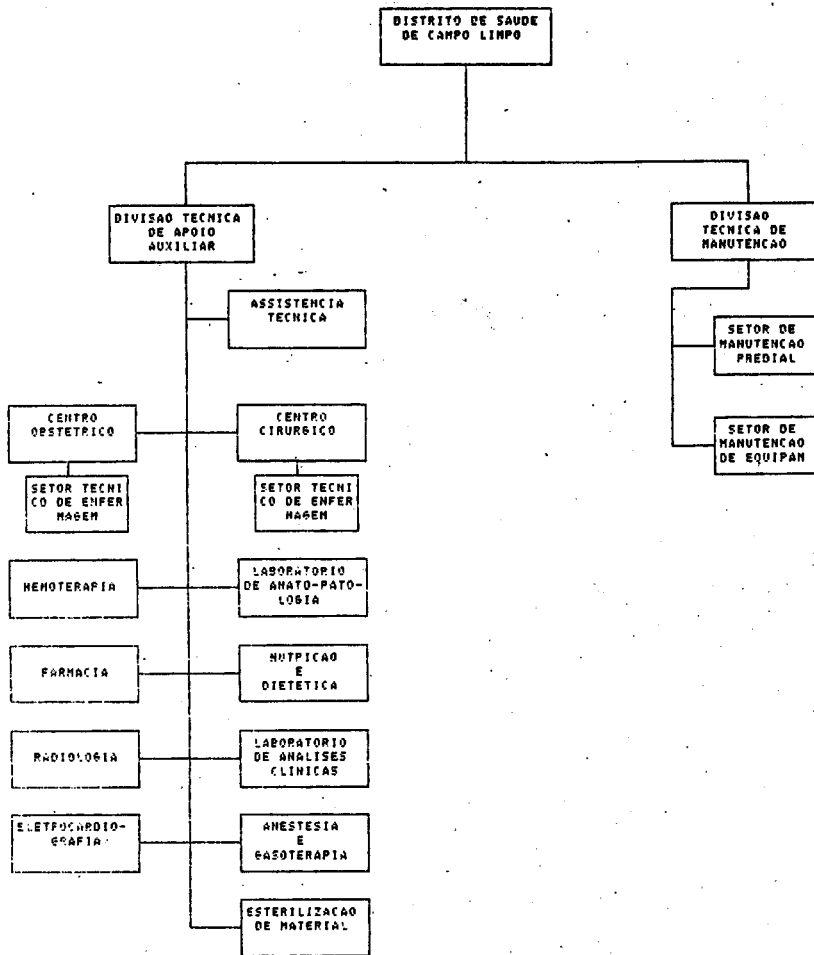 DISTRITO DE SAUDE
DE CAMPO LIMPO
DIVISAO TECNICA
DE APOIO
AUXILIAR
DIVISAO
TECNICA DE
MANUTENCAO
ASSISTENCIA
TECNICA
SETOR DE
MANUTENCAO
PREDIAL
CENTRO
OBSTETRICO
CENTRO
CIRURGICO
SETOR DE
MANUTENCAO
DE EQUIPAM
SETOR TECNI
CO DE ENFER
MAGEM
SETOR TECNI
CO DE ENFER
MAGEM
HEMOTERAPIA
LABORATORIO
DE ANATO-PATO-
LOGIA
FARMACIA
NUTRICAO
E
DIETETICA
RADIOLOGIA
LABORATORIO
DE ANALISES
CLINICAS
ELETROCARDIO-
GRAFIA
ANESTESIA
E
GASOTERAPIA
ESTERILIZACAO
DE MATERIAL